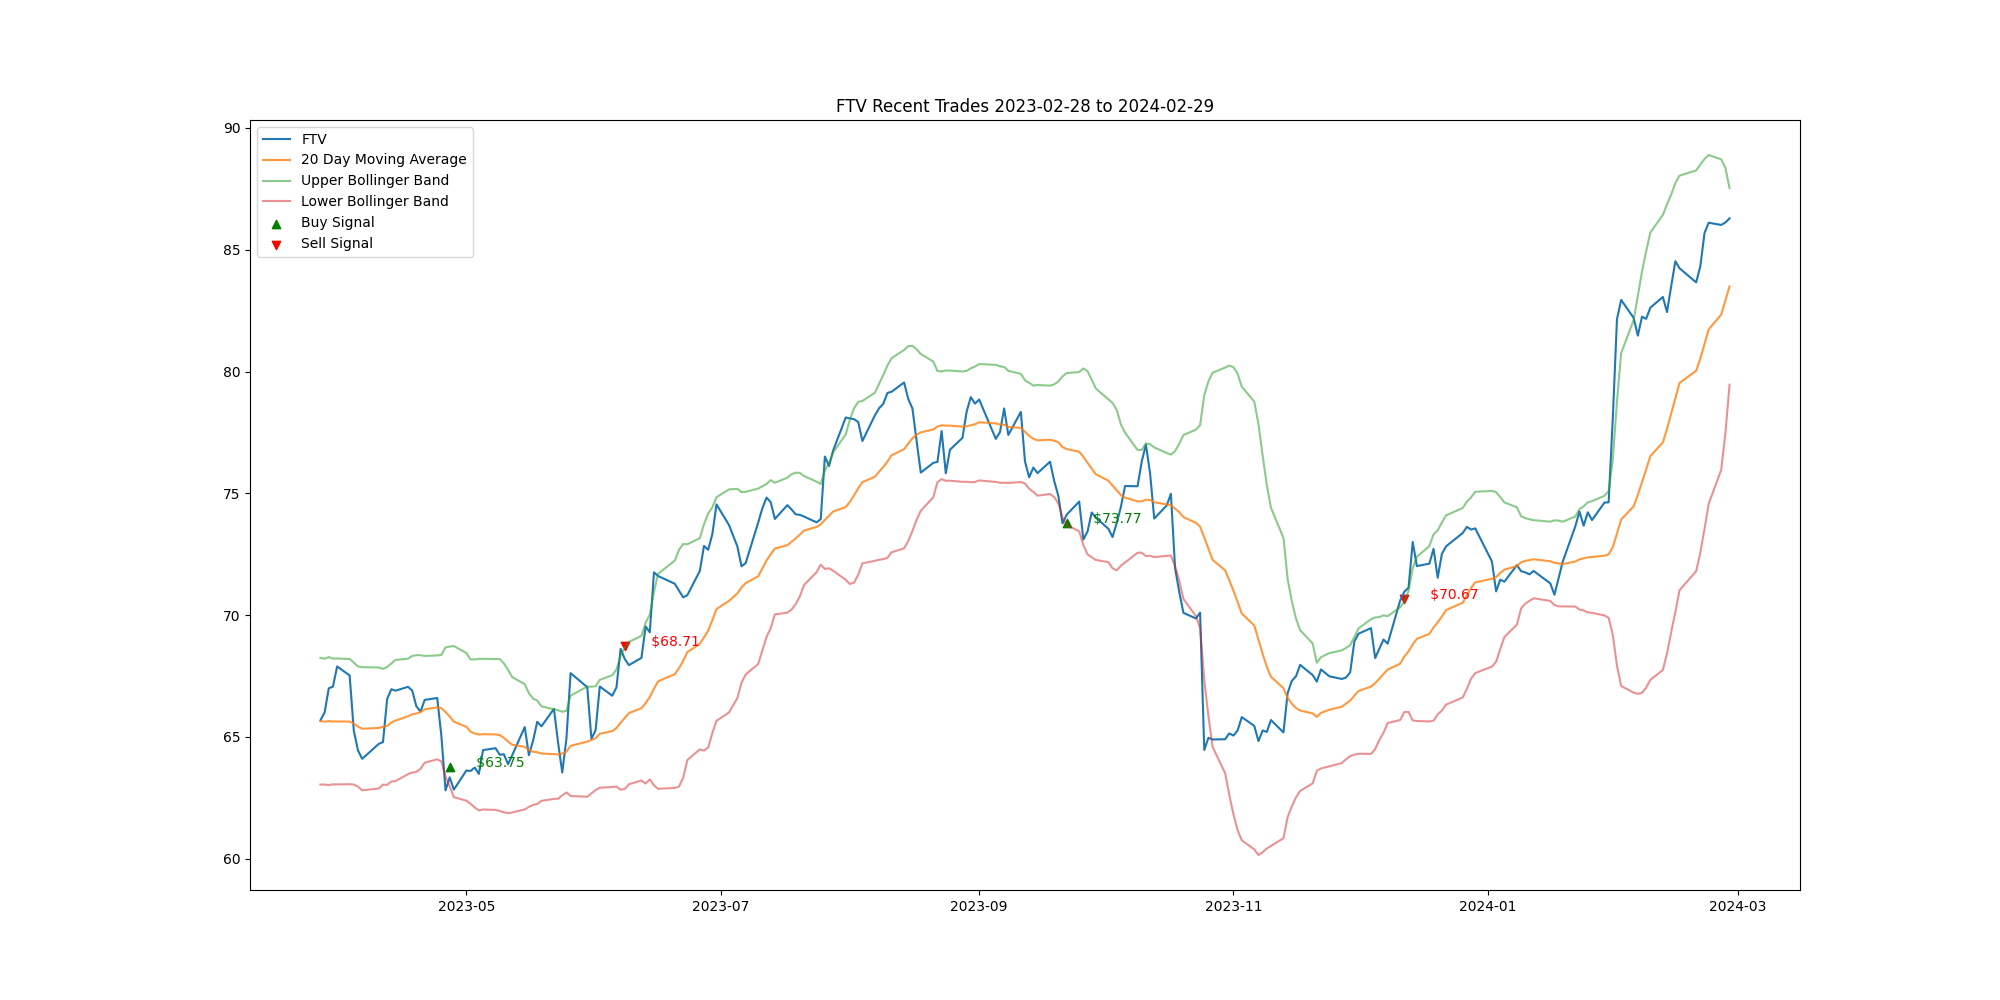 FTV Recent Trades 2023-02-28 to 2024-02-29
90
85
80
75
70
65
60
FTV
20 Day Moving Average
Upper Bollinger Band
Lower Bollinger Band
Buy Signal
Sell Signal
$63.75
$68.71
$73.77
$70.67
2023-05
2023-07
2023-09
2023-11
2024-01
2024-03